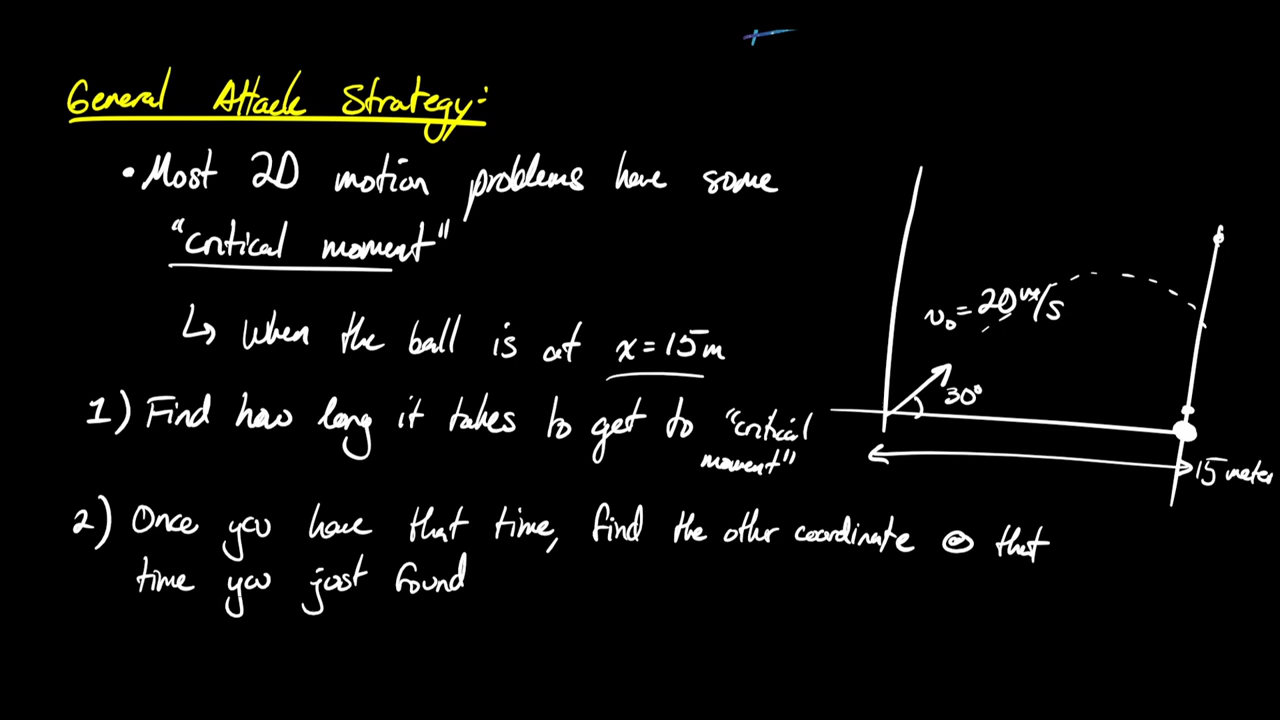 General Attack Strategy:
• Most 2D motion problems have some
"critical moment"
↳ when the ball is at x = 15m
1) Find how long it takes to get to "critical
moment"
2) Once you have that time, find the other coordinate @ that
time you just found
v₀ = 20 m/s
30°
15 meter